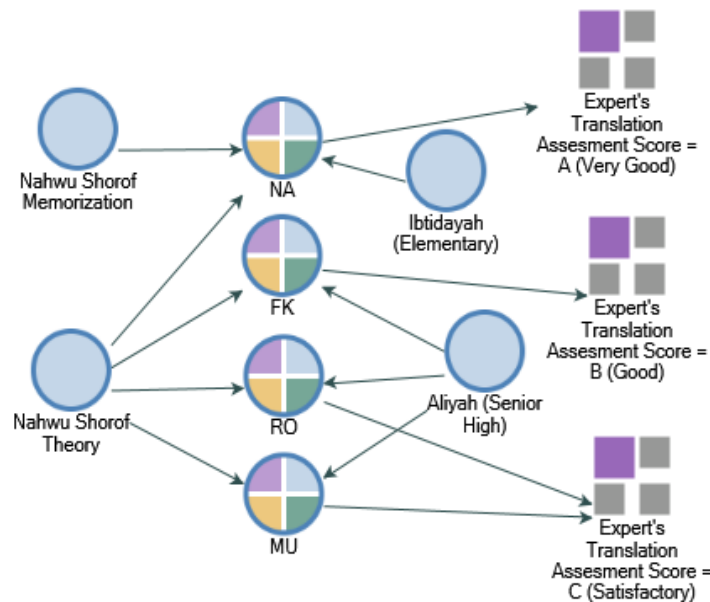 Nahwu Shorof
Memorization
NA
Ibtidayah
(Elementary)
Expert's
Translation
Assesment Score =
A (Very Good)
FK
Expert's
Translation
Assesment Score =
B (Good)
Nahwu Shorof
Theory
RO
Aliyah (Senior
High)
MU
Expert's
Translation
Assesment Score =
C (Satisfactory)